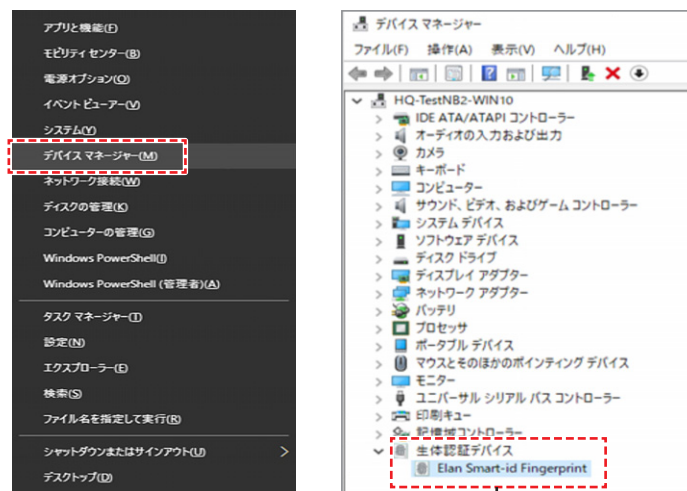 アプリと機能(F)
モビリティ センター(B)
電源オプション(O)
イベント ビューアー(V)
システム(Y)
デバイス マネージャー(M)
ネットワーク接続(W)
ディスクの管理(K)
コンピューターの管理(G)
Windows PowerShell(I)
Windows PowerShell (管理者)(A)
タスク マネージャー(T)
設定(N)
エクスプローラー(E)
検索(S)
ファイル名を指定して実行(R)
シャットダウンまたはサインアウト(U)
デスクトップ(D)
デバイス マネージャー
ファイル(F) 操作(A) 表示(V) ヘルプ(H)
HQ-TestNB2-WIN10
IDE ATA/ATAPI コントローラー
オーディオの入力および出力
カメラ
キーボード
コンピューター
サウンド、ビデオ、およびゲーム コントローラー
システム デバイス
ソフトウェア デバイス
ディスク ドライブ
ディスプレイ アダプター
ネットワーク アダプター
バッテリ
プロセッサ
ポータブル デバイス
マウスとそのほかのポインティング デバイス
モニター
ユニバーサル シリアル バス コントローラー
印刷キュー
記憶域コントローラー
生体認証デバイス
Elan Smart-id Fingerprint